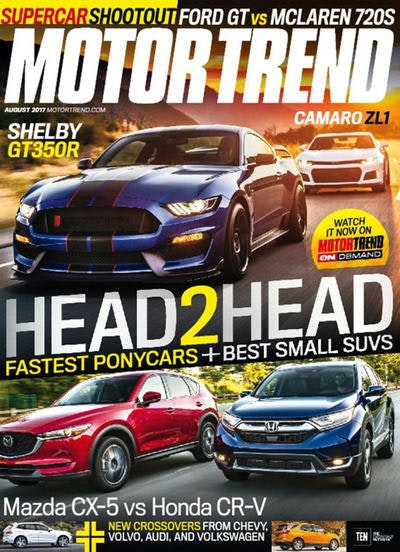 SUPERCAR SHOOTOUT FORD GT vs MCLAREN 720S
MOTOR TREND
AUGUST 2017 MOTORTREND.COM
CAMARO ZL1
SHELBY
GT350R
WATCH
IT NOW ON
MOTORTREND
ON DEMAND
HEAD2HEAD
FASTEST PONYCARS + BEST SMALL SUVS
Mazda CX-5 vs Honda CR-V
+ NEW CROSSOVERS FROM CHEVY,
VOLVO, AUDI, AND VOLKSWAGEN
TEN